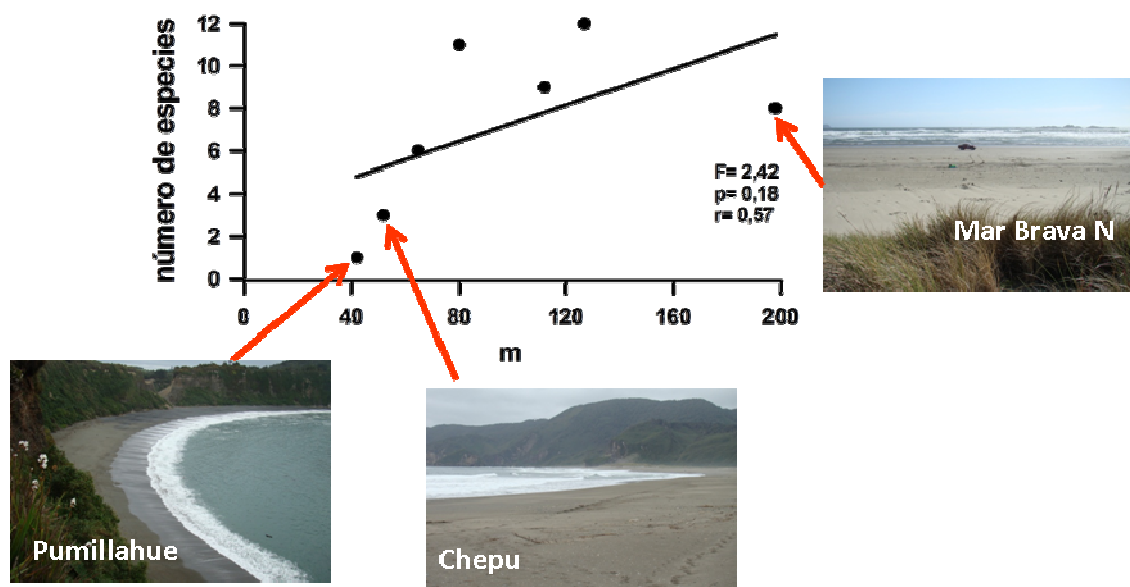 número de especies
12
10
8
6
4
2
0
0 40 80 120 160 200
m
F= 2,42
p= 0,18
r= 0,57
Mar Brava N
Pumillahue
Chepu